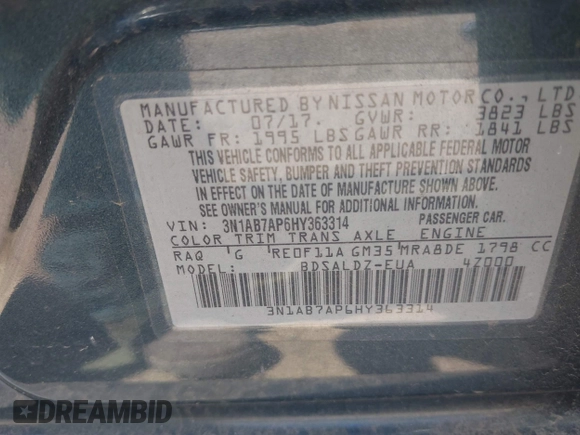 MANUFACTURED BY NISSAN MOTOR CO., LTD
DATE: 07/17. GVWR: 3823 LBS
GAWR FR: 1995 LBS GAWR RR: 1841 LBS
THIS VEHICLE CONFORMS TO ALL APPLICABLE FEDERAL MOTOR
VEHICLE SAFETY, BUMPER AND THEFT PREVENTION STANDARDS
IN EFFECT ON THE DATE OF MANUFACTURE SHOWN ABOVE.
SEE OWNER'S MANUAL FOR ADDITIONAL INFORMATION.
VIN: 3N1AB7AP6HY363314 PASSENGER CAR.
COLOR TRIM TRANS AXLE ENGINE
RAQ G RE0F11A GM35 MRA8DE 1798 CC
MODEL: BDSALDZ-EUA 4Z000
3N1AB7AP6HY363314
DREAMBID